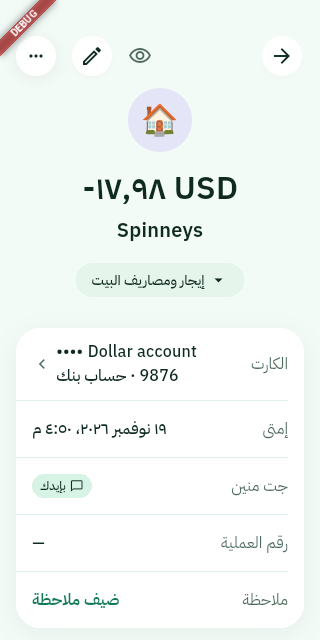 DEBUG
-١٧,٩٨ USD
Spinneys
إيجار ومصاريف البيت
الكارت
•••• Dollar account
9876 · حساب بنك
إمتى
١٩ نوفمبر ٢٠٢٦، ٤:٥٠ م
جت منين
بإيدك
رقم العملية
—
ملاحظة
ضيف ملاحظة